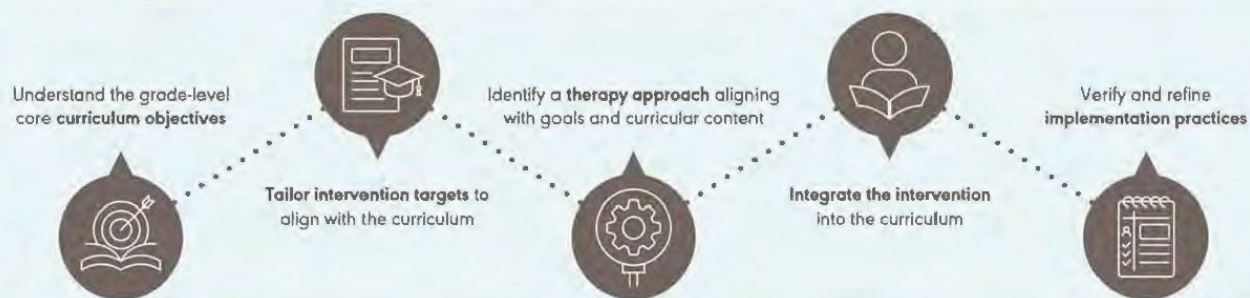 Understand the grade-level
core curriculum objectives
Tailor intervention targets to
align with the curriculum
Identify a therapy approach aligning
with goals and curricular content
Integrate the intervention
into the curriculum
Verify and refine
implementation practices